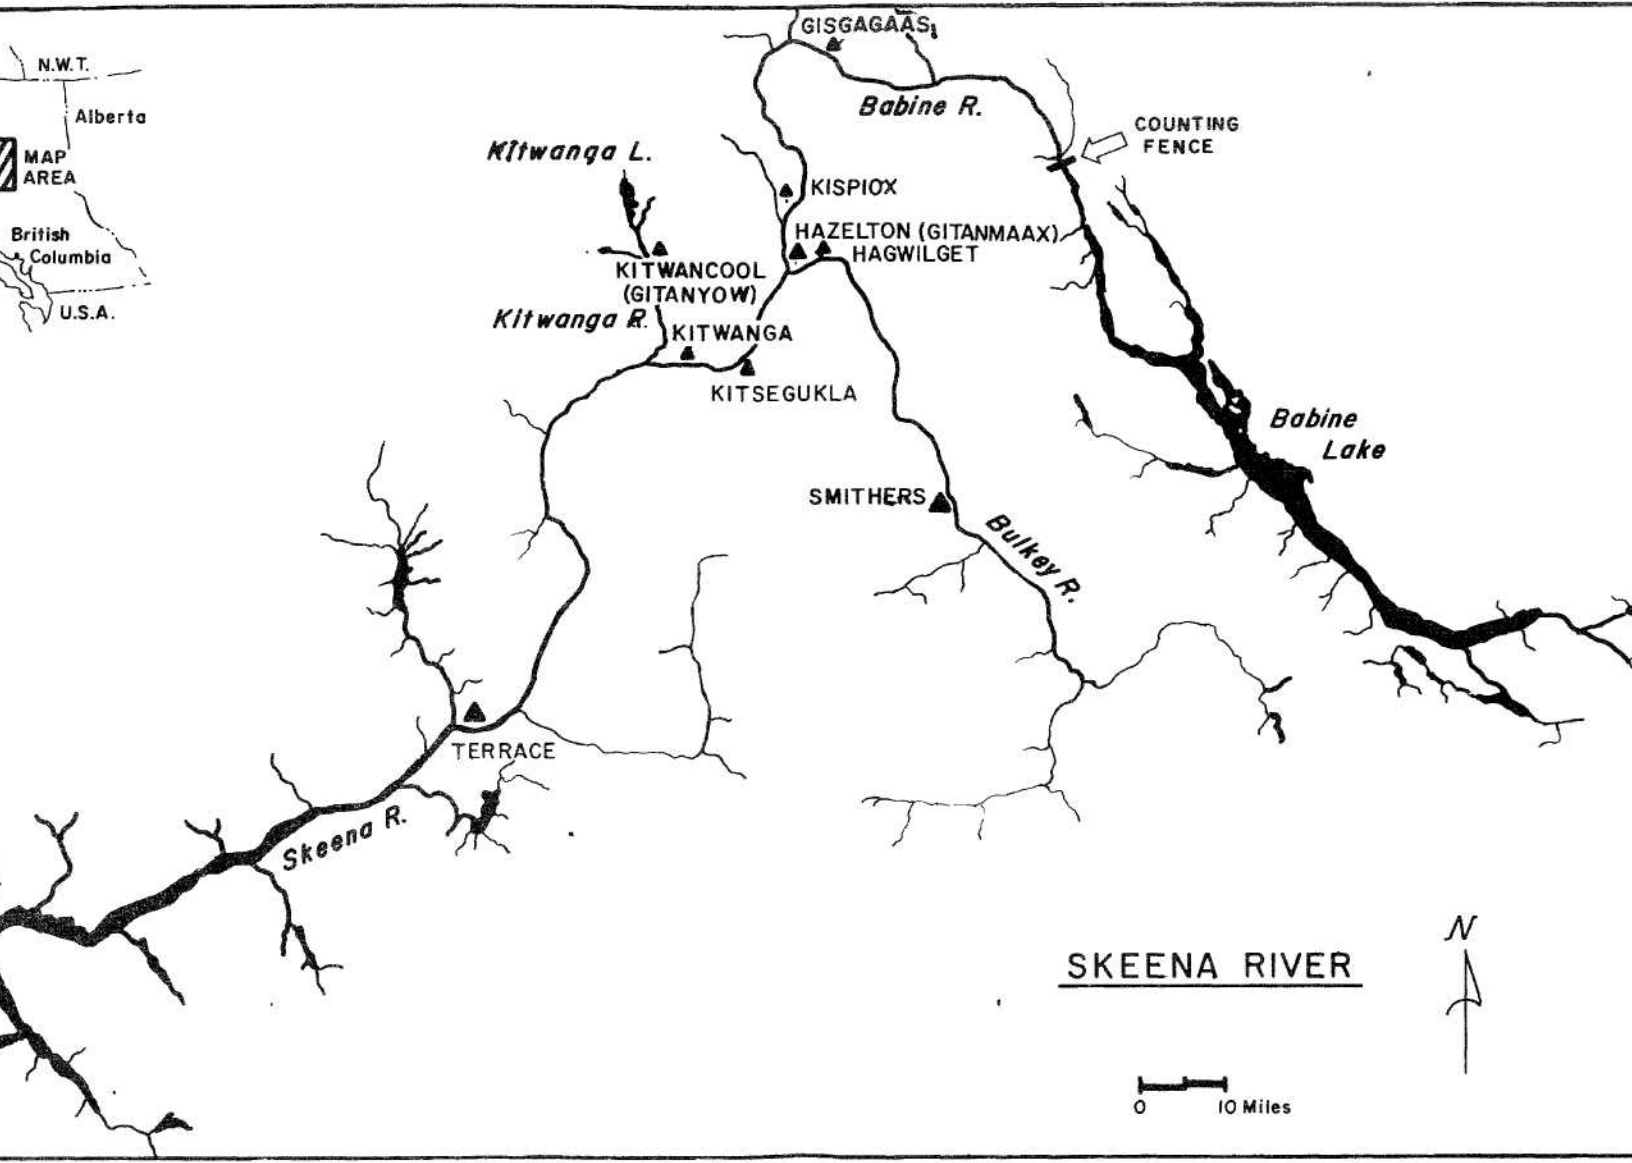 GISGAGAAS
N.W.T.
Alberta
Babine R.
COUNTING
FENCE
MAP
AREA
Kitwanga L.
KISPIOX
British
Columbia
HAZELTON (GITANMAAX)
HAGWILGET
KITWANCOOL
(GITANYOW)
U.S.A.
Kitwanga R.
KITWANGA
KITSEGUKLA
Babine
Lake
SMITHERS
Bulkey R.
TERRACE
Skeena R.
N
SKEENA RIVER
0 10 Miles